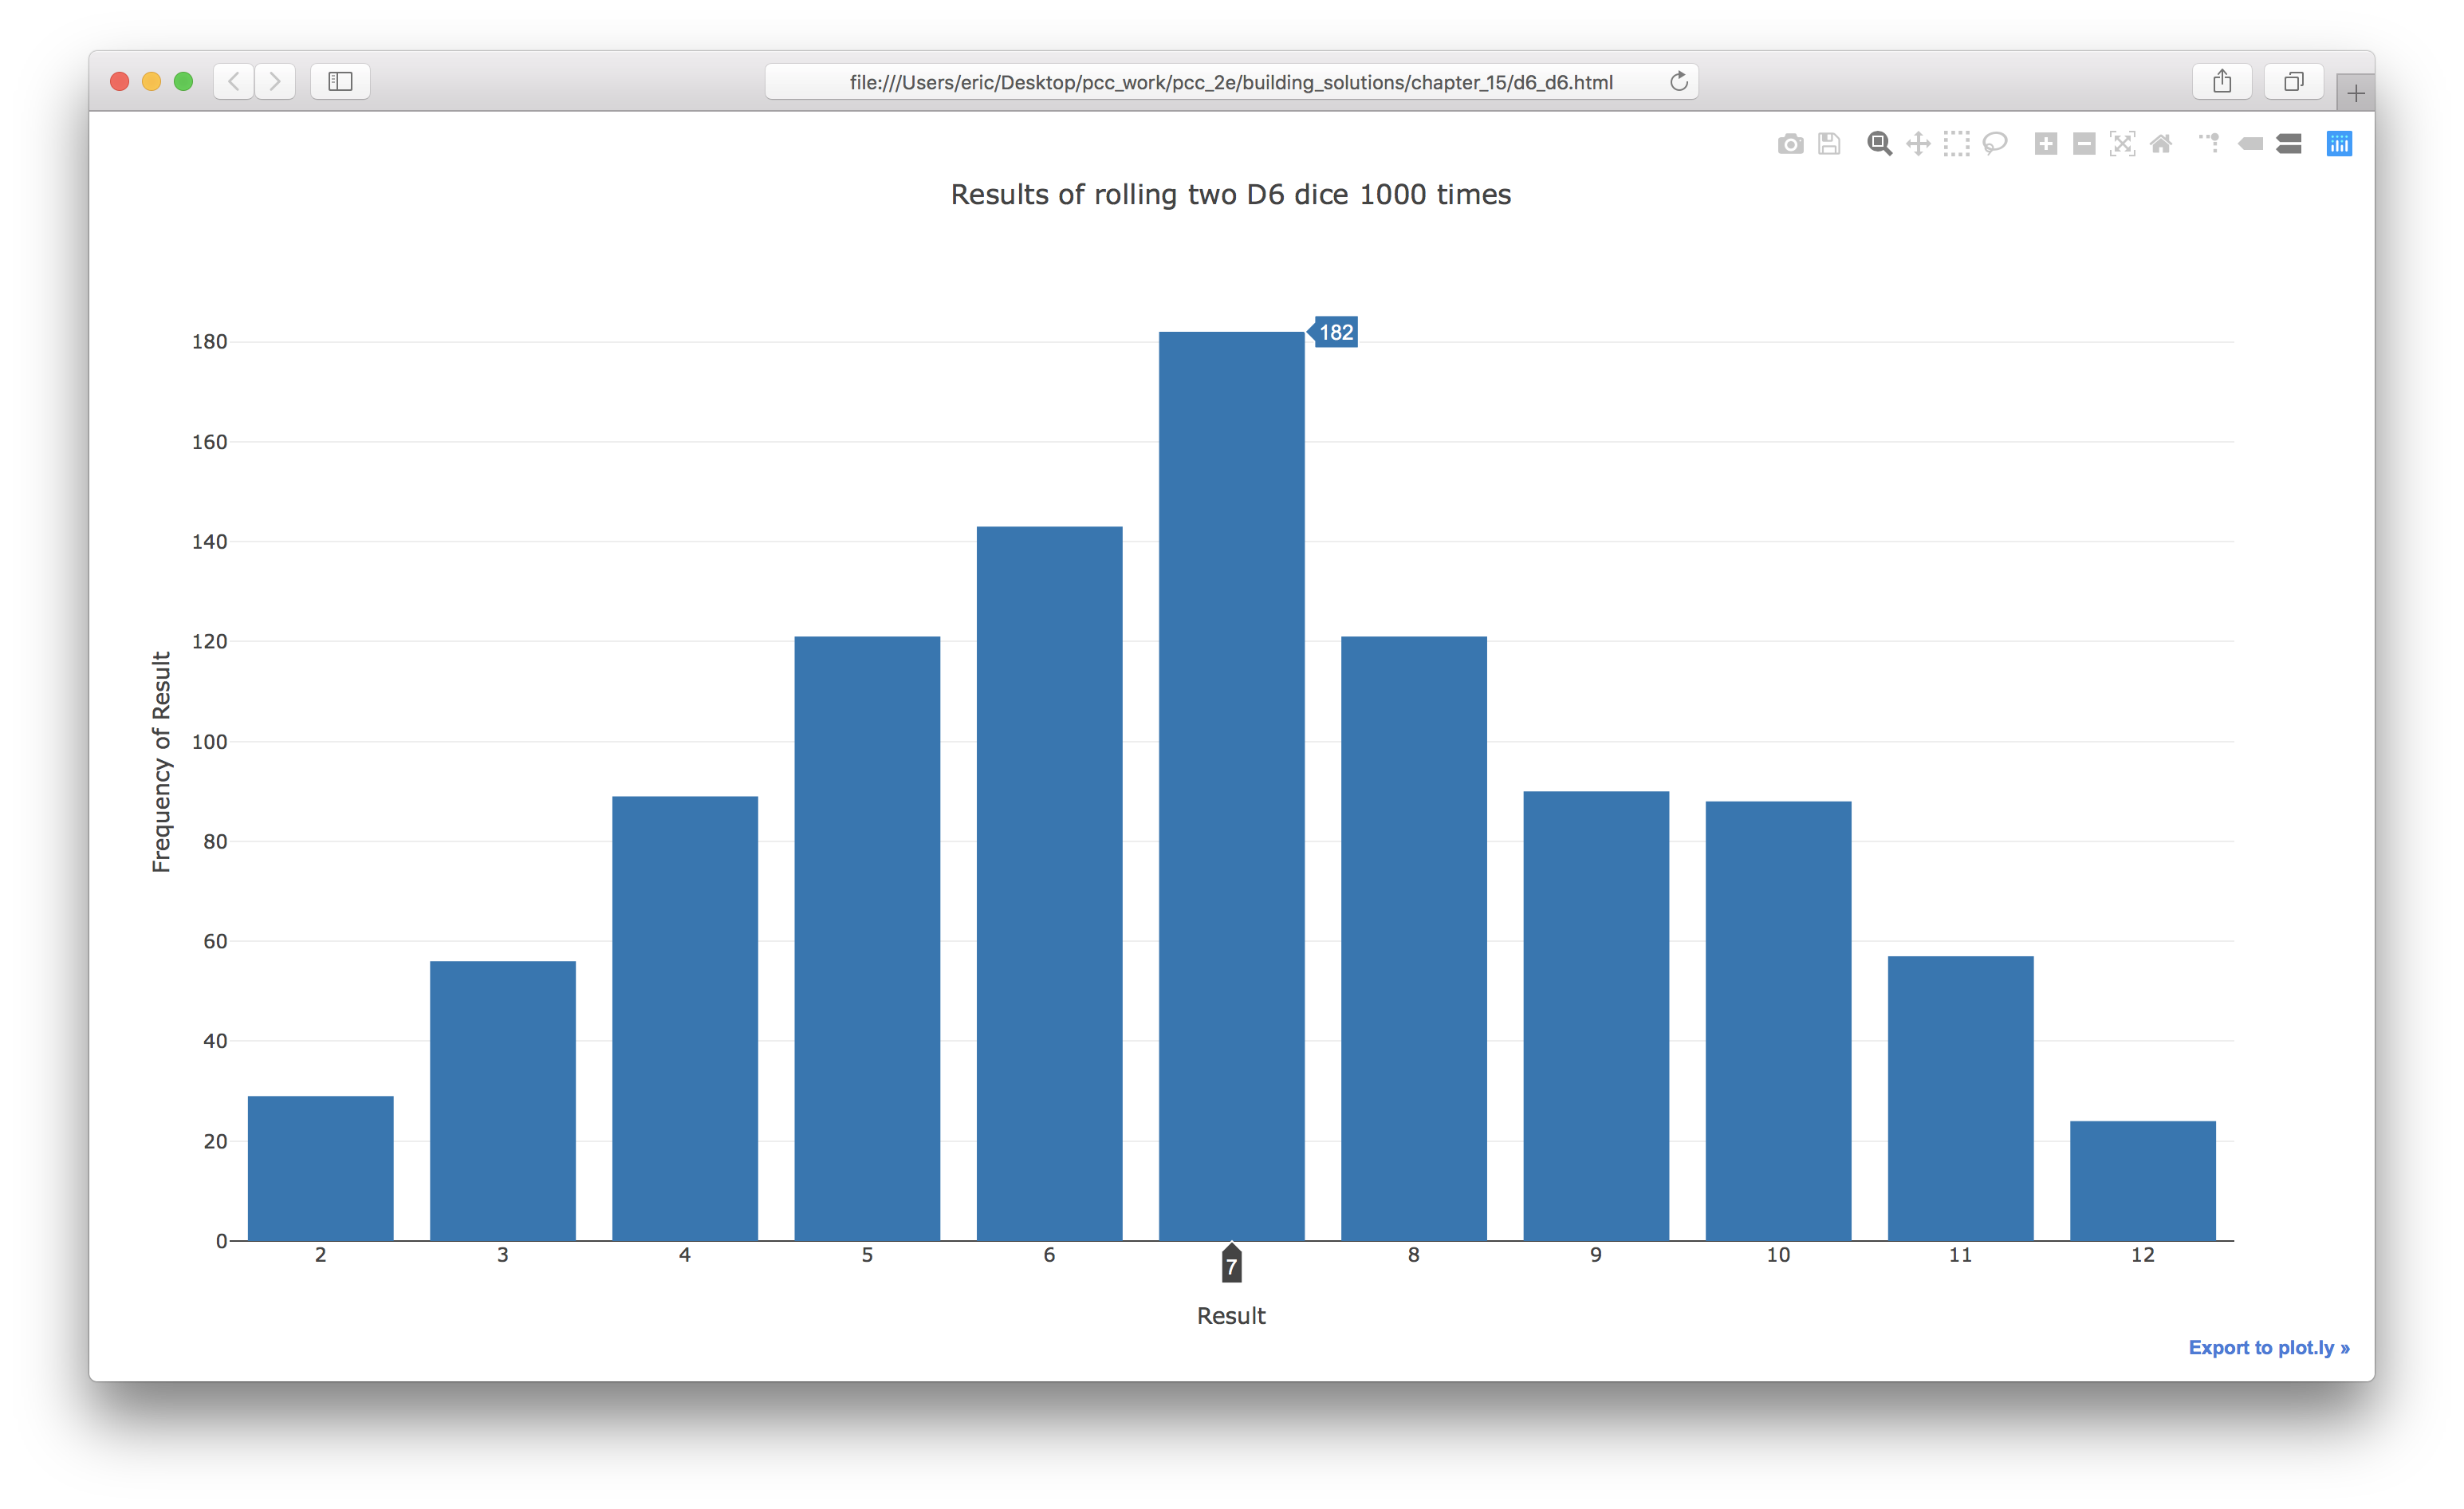 file:///Users/eric/Desktop/pcc_work/pcc_2e/building_solutions/chapter_15/d6_d6.html
Results of rolling two D6 dice 1000 times
182
180
160
140
120
100
80
60
40
20
0
Frequency of Result
2 3 4 5 6 7 8 9 10 11 12
Result
Export to plot.ly »